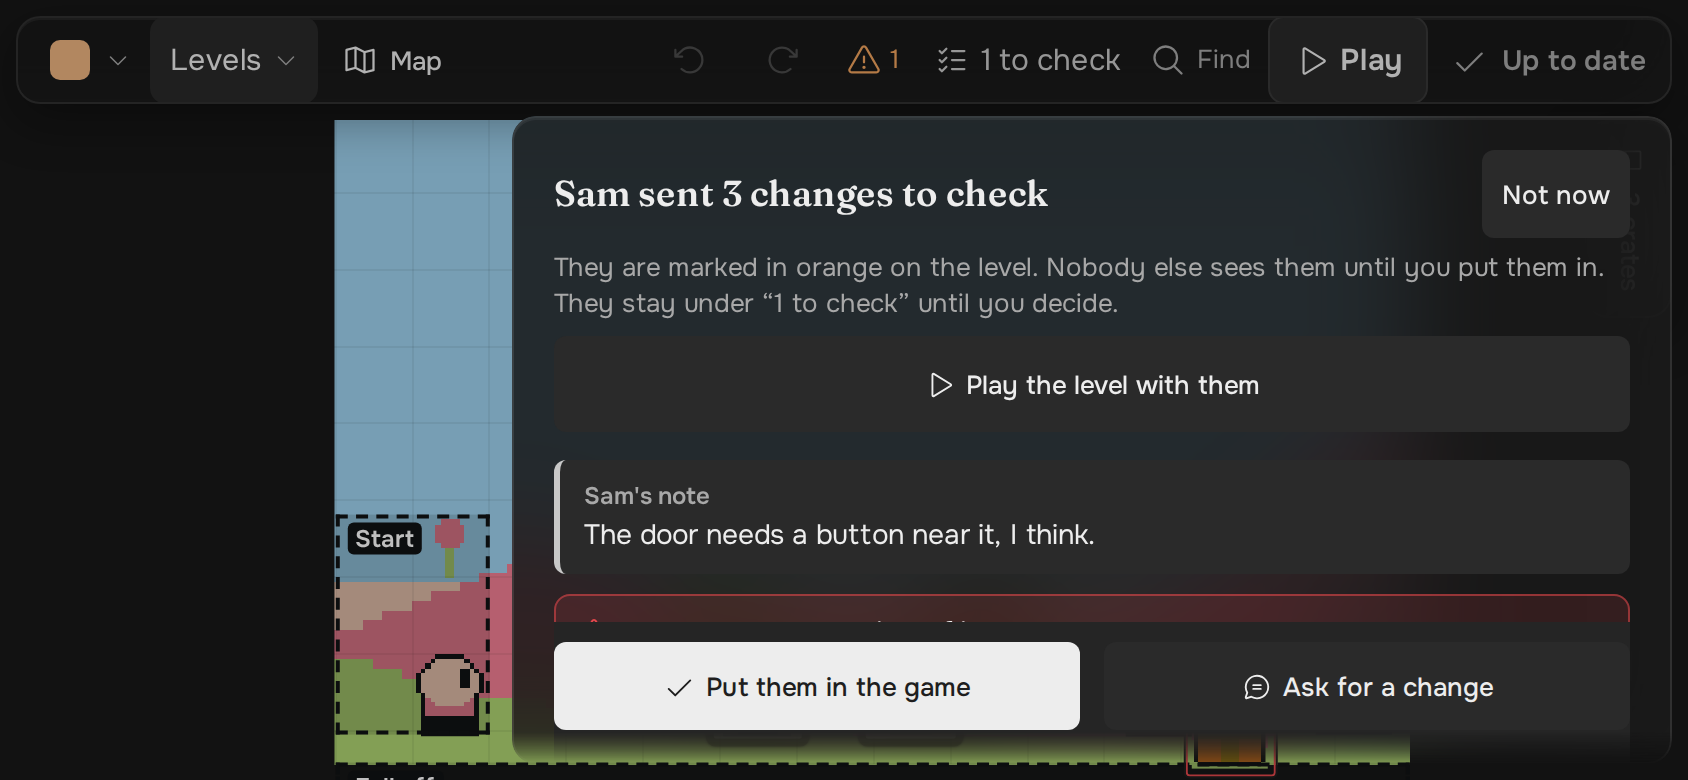 Levels
Map
1
1 to check
Find
Play
Up to date
Sam sent 3 changes to check
Not now
They are marked in orange on the level. Nobody else sees them until you put them in.
They stay under “1 to check” until you decide.
Play the level with them
Sam's note
The door needs a button near it, I think.
Start
Put them in the game
Ask for a change